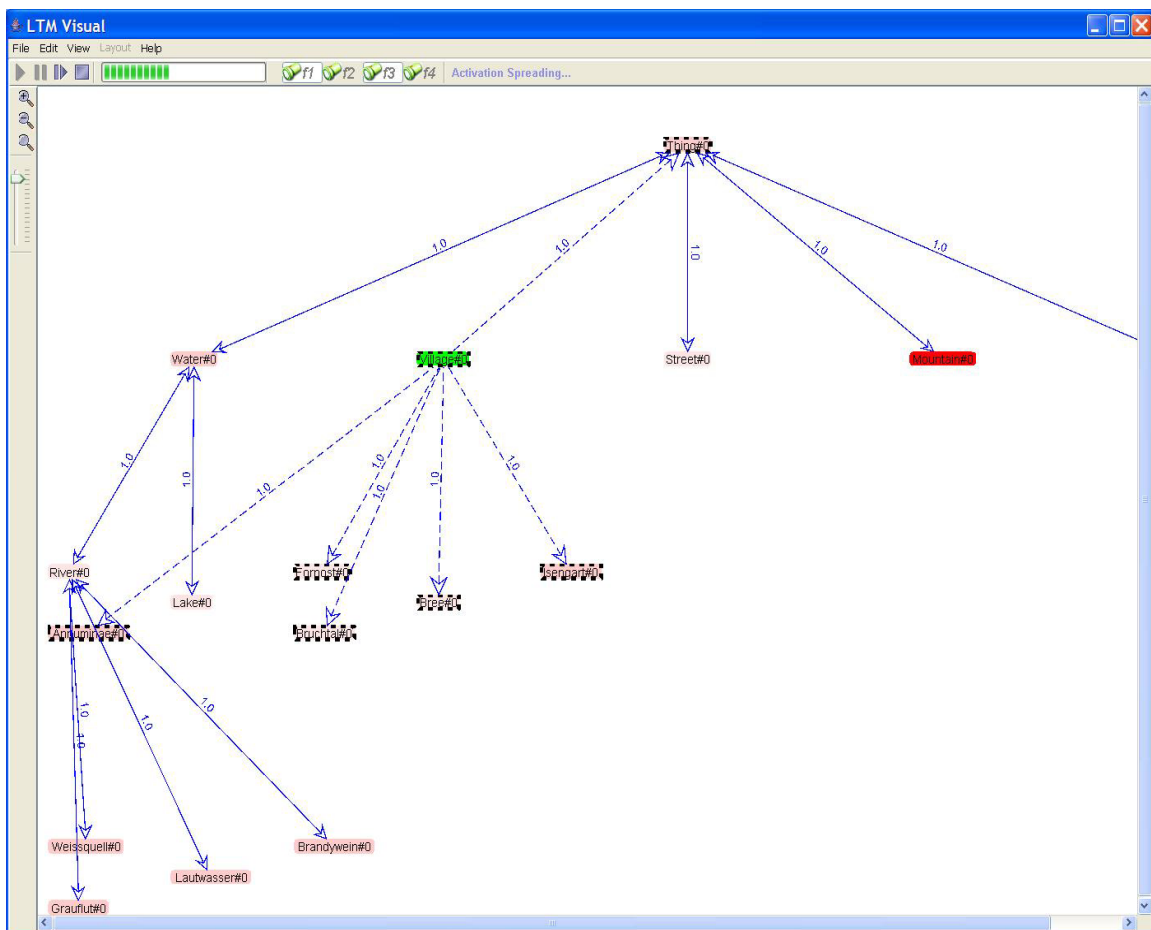 LTM Visual
File Edit View Layout Help
f1 f2 f3 f4 Activation Spreading...
Thing#0
1.0 1.0 1.0 1.0 1.0
Water#0 Village#0 Street#0 Mountain#0
1.0 1.0 1.0 1.0 1.0 1.0 1.0
River#0 Fornost#0 Isengart#0
Lake#0 Bree#0
Annuminae#0 Bruchtal#0
1.0 1.0 1.0 1.0
Weissquell#0 Brandywein#0
Lautwasser#0
Grauflut#0